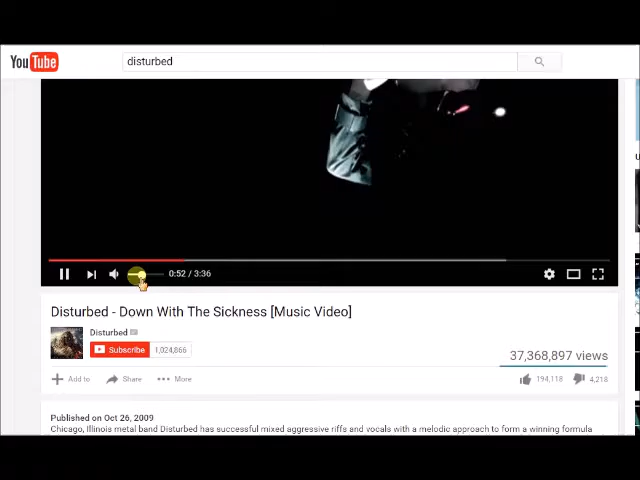 YouTube
disturbed
0:52 / 3:36
Disturbed - Down With The Sickness [Music Video]
Disturbed
Subscribe 1,024,866
37,368,897 views
Add to Share More
194,118 4,218
Published on Oct 26, 2009
Chicago, Illinois metal band Disturbed has successful mixed aggressive riffs and vocals with a melodic approach to form a winning formula